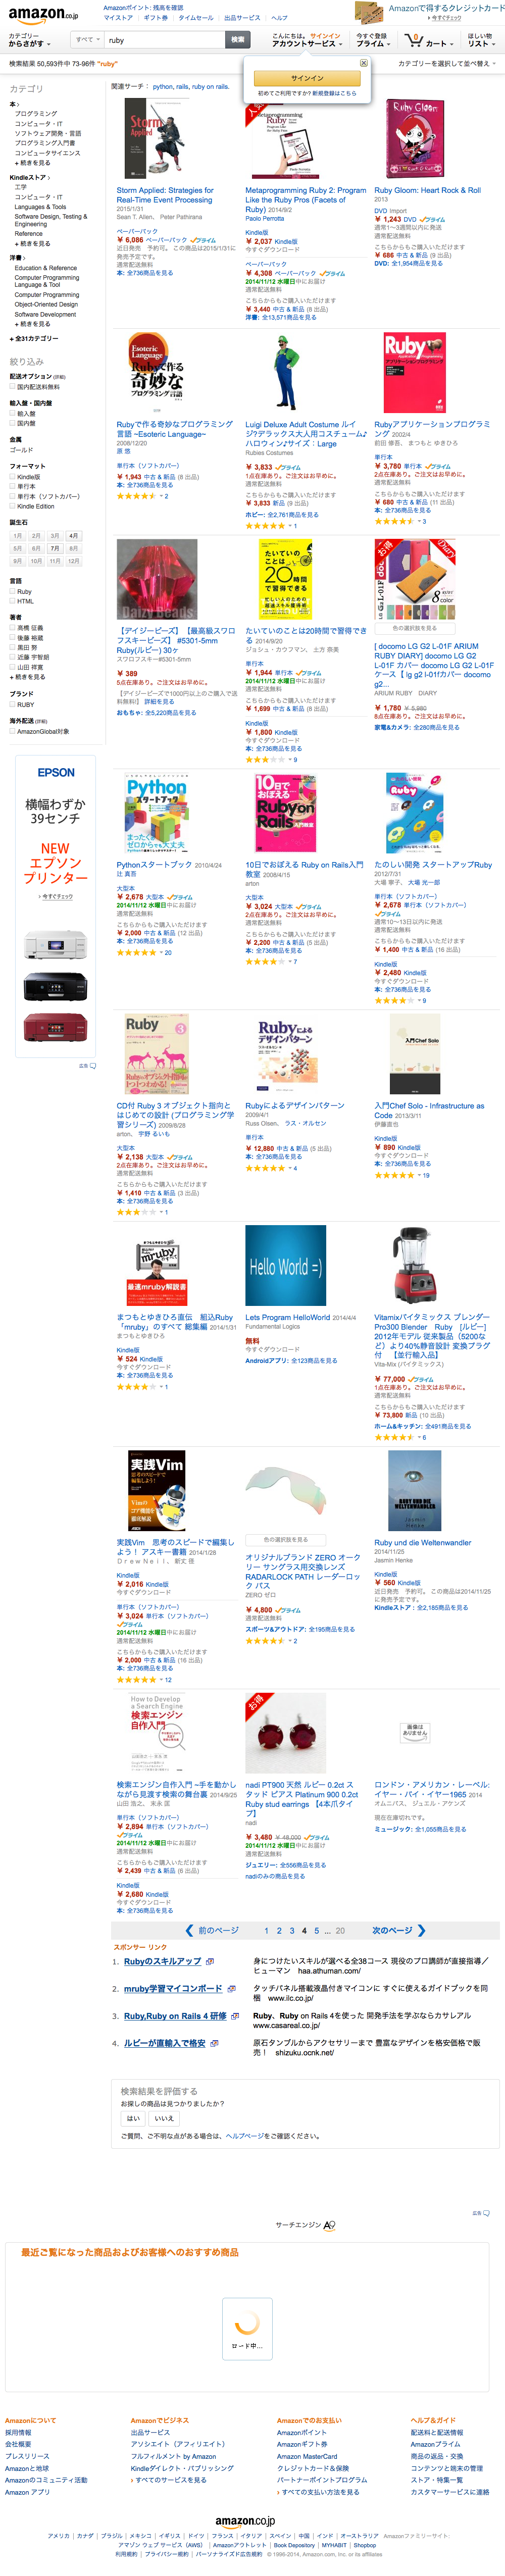 amazon.co.jp
Amazonポイント: 残高を確認
マイストア | ギフト券 | タイムセール | 出品サービス | ヘルプ
Amazonで得するクレジットカード
› 今すぐチェック
カテゴリー
からさがす
すべて
ruby
検索
こんにちは。サインイン
アカウントサービス
今すぐ登録
プライム
0 カート
ほしい物
リスト
検索結果 50,593件中 73-96件 "ruby"
カテゴリーを選択して並べ替え
サインイン
初めてご利用ですか? 新規登録はこちら
カテゴリ
本 ›
プログラミング
コンピュータ・IT
ソフトウェア開発・言語
プログラミング入門書
コンピュータサイエンス
+ 続きを見る
Kindleストア ›
工学
コンピュータ・IT
Languages & Tools
Software Design, Testing &
Engineering
Reference
+ 続きを見る
洋書 ›
Education & Reference
Computer Programming
Language & Tool
Computer Programming
Object-Oriented Design
Software Development
+ 続きを見る
+ 全31カテゴリー
絞り込み
配送オプション (詳細)
国内配送料無料
輸入盤・国内盤
輸入盤
国内盤
金属
ゴールド
フォーマット
Kindle版
単行本
単行本（ソフトカバー）
Kindle Edition
誕生石
1月 2月 3月 4月
5月 6月 7月 8月
9月 10月 11月 12月
言語
Ruby
HTML
著者
高橋 征義
後藤 裕蔵
黒田 努
近藤 宇智朗
山田 祥寛
+ 続きを見る
ブランド
RUBY
海外配送 (詳細)
AmazonGlobal対象
EPSON
横幅わずか
39センチ
NEW
エプソン
プリンター
› 今すぐチェック
広告
関連サーチ： python, rails, ruby on rails.
Storm Applied: Strategies for
Real-Time Event Processing
2015/1/31
Sean T. Allen、 Peter Pathirana
ペーパーバック
￥ 6,086 ペーパーバック プライム
近日発売 予約可。 この商品は2015/1/31
に発売予定です。
通常配送無料
本: 全736商品を見る
Metaprogramming Ruby 2: Program
Like the Ruby Pros (Facets of
Ruby) 2014/9/2
Paolo Perrotta
Kindle版
￥ 2,037 Kindle版
今すぐダウンロード
ペーパーバック
￥ 4,308 ペーパーバック プライム
2014/11/12 水曜日中にお届け
通常配送無料
こちらからもご購入いただけます
￥ 3,440 中古 & 新品 (8 出品)
洋書: 全13,571商品を見る
Ruby Gloom: Heart Rock & Roll
2013
DVD Import
￥ 1,243 DVD プライム
通常1～3週間以内に発送
通常配送無料
こちらからもご購入いただけます
￥ 686 中古 & 新品 (9 出品)
DVD: 全1,954商品を見る
Rubyで作る奇妙なプログラミング
言語 ~Esoteric Language~
2008/12/20
原 悠
単行本（ソフトカバー）
￥ 1,943 中古 & 新品 (8 出品)
本: 全736商品を見る
2
Luigi Deluxe Adult Costume ルイ
ジ?デラックス大人用コスチューム♪
ハロウィン♪サイズ：Large
Rubies Costumes
￥ 3,833 プライム
1点在庫あり。ご注文はお早めに。
通常配送無料
こちらからもご購入いただけます
￥ 3,833 新品 (9 出品)
ホビー: 全2,761商品を見る
1
Rubyアプリケーションプログラミ
ング 2002/4
前田 修吾、 まつもと ゆきひろ
単行本
￥ 3,780 単行本 プライム
2点在庫あり。ご注文はお早めに。
通常配送無料
こちらからもご購入いただけます
￥ 680 中古 & 新品 (11 出品)
本: 全736商品を見る
3
【デイジービーズ】【最高級スワロ
フスキービーズ】 #5301-5mm
Ruby(ルビー) 30ヶ
スワロフスキー#5301-5mm
￥ 389
5点在庫あり。ご注文はお早めに。
【デイジービーズで1000円以上のご購入で送
料無料!】 詳細を見る
おもちゃ: 全5,220商品を見る
たいていのことは20時間で習得でき
る 2014/9/20
ジョシュ・カウフマン、 土方 奈美
単行本
￥ 1,944 単行本 プライム
2014/11/12 水曜日中にお届け
通常配送無料
こちらからもご購入いただけます
￥ 1,699 中古 & 新品 (8 出品)
Kindle版
￥ 1,800 Kindle版
今すぐダウンロード
本: 全736商品を見る
9
色の選択肢を見る
[ docomo LG G2 L-01F ARIUM
RUBY DIARY] docomo LG G2
L-01F カバー docomo LG G2 L-01F
ケース【 lg g2 l-01fカバー docomo
g2...
ARIUM RUBY DIARY
￥ 1,780 ￥ 5,980
8点在庫あり。ご注文はお早めに。
家電&カメラ: 全280商品を見る
Pythonスタートブック 2010/4/24
辻 真吾
大型本
￥ 2,678 大型本 プライム
2014/11/12 水曜日中にお届け
通常配送無料
こちらからもご購入いただけます
￥ 2,000 中古 & 新品 (12 出品)
本: 全736商品を見る
20
10日でおぼえる Ruby on Rails入門
教室 2008/4/15
arton
大型本
￥ 3,024 大型本 プライム
2点在庫あり。ご注文はお早めに。
通常配送無料
こちらからもご購入いただけます
￥ 2,200 中古 & 新品 (5 出品)
本: 全736商品を見る
7
たのしい開発 スタートアップRuby
2012/7/31
大場 寧子、 大場 光一郎
単行本（ソフトカバー）
￥ 2,678 単行本（ソフトカバー）
プライム
通常10～13日以内に発送
通常配送無料
こちらからもご購入いただけます
￥ 1,400 中古 & 新品 (16 出品)
Kindle版
￥ 2,480 Kindle版
今すぐダウンロード
本: 全736商品を見る
9
CD付 Ruby 3 オブジェクト指向と
はじめての設計 (プログラミング学
習シリーズ) 2009/8/28
arton、 宇野 るいも
大型本
￥ 2,138 大型本 プライム
2点在庫あり。ご注文はお早めに。
通常配送無料
こちらからもご購入いただけます
￥ 1,410 中古 & 新品 (3 出品)
本: 全736商品を見る
1
Rubyによるデザインパターン
2009/4/1
Russ Olsen、 ラス・オルセン
単行本
￥ 12,880 中古 & 新品 (5 出品)
本: 全736商品を見る
4
入門Chef Solo - Infrastructure as
Code 2013/3/11
伊藤直也
Kindle版
￥ 890 Kindle版
今すぐダウンロード
本: 全736商品を見る
19
まつもとゆきひろ直伝 組込Ruby
「mruby」のすべて 総集編 2014/1/31
まつもとゆきひろ
Kindle版
￥ 524 Kindle版
今すぐダウンロード
本: 全736商品を見る
1
Hello World =)
Lets Program HelloWorld 2014/4/4
Fundamental Logics
無料
今すぐダウンロード
Androidアプリ: 全123商品を見る
Vitamixバイタミックス ブレンダー
Pro300 Blender Ruby [ルビー]
2012年モデル 従来製品（5200な
ど）より40%静音設計 変換プラグ
付 【並行輸入品】
Vita-Mix (バイタミックス)
￥ 77,000 プライム
1点在庫あり。ご注文はお早めに。
通常配送無料
こちらからもご購入いただけます
￥ 73,800 新品 (10 出品)
ホーム&キッチン: 全491商品を見る
6
実践Vim 思考のスピードで編集し
よう！ アスキー書籍 2014/1/28
Ｄｒｅｗ Ｎｅｉｌ、 新丈 径
Kindle版
￥ 2,016 Kindle版
今すぐダウンロード
単行本（ソフトカバー）
￥ 3,024 単行本（ソフトカバー）
プライム
2014/11/12 水曜日中にお届け
通常配送無料
こちらからもご購入いただけます
￥ 2,000 中古 & 新品 (16 出品)
本: 全736商品を見る
12
色の選択肢を見る
オリジナルブランド ZERO オーク
リー サングラス用交換レンズ
RADARLOCK PATH レーダーロッ
ク パス
ZERO ゼロ
￥ 4,800 プライム
通常配送無料
スポーツ&アウトドア: 全195商品を見る
2
Ruby und die Weltenwandler
2014/11/25
Jasmin Henke
Kindle版
￥ 560 Kindle版
近日発売 予約可。 この商品は2014/11/25
に発売予定です。
Kindleストア : 全2,185商品を見る
検索エンジン自作入門 ~手を動かし
ながら見渡す検索の舞台裏 2014/9/25
山田 浩之、 末永 匡
単行本（ソフトカバー）
￥ 2,894 単行本（ソフトカバー）
プライム
2014/11/12 水曜日中にお届け
通常配送無料
こちらからもご購入いただけます
￥ 2,439 中古 & 新品 (6 出品)
Kindle版
￥ 2,680 Kindle版
今すぐダウンロード
本: 全736商品を見る
nadi PT900 天然 ルビー 0.2ct ス
タッド ピアス Platinum 900 0.2ct
Ruby stud earrings 【4本爪タイ
プ】
nadi
￥ 3,480 ￥ 48,000 プライム
2014/11/12 水曜日中にお届け
通常配送無料
ジュエリー: 全556商品を見る
nadiのみの商品を見る
画像は
ありません
ロンドン・アメリカン・レーベル:
イヤー・バイ・イヤー1965 2014
オムニバス、 ジュエル・アケンズ
現在在庫切れです。
ミュージック: 全1,055商品を見る
前のページ 1 2 3 4 5 ... 20 次のページ
スポンサー リンク
1. Rubyのスキルアップ 身につけたいスキルが選べる全38コース 現役のプロ講師が直接指導／
ヒューマン haa.athuman.com/
2. mruby学習マイコンボード タッチパネル搭載液晶付きマイコンに すぐに使えるガイドブックを同
梱 www.ilc.co.jp/
3. Ruby,Ruby on Rails 4 研修 Ruby、Ruby on Rails 4を使った 開発手法を学ぶならカサレアル
www.casareal.co.jp/
4. ルビーが直輸入で格安 原石タンブルからアクセサリーまで 豊富なデザインを格安価格で販
売！ shizuku.ocnk.net/
検索結果を評価する
お探しの商品は見つかりましたか?
はい いいえ
ご質問、ご不明な点がある場合は、ヘルプページをご確認ください。
広告
サーチエンジン
最近ご覧になった商品およびお客様へのおすすめ商品
ロード中...
Amazonについて
採用情報
会社概要
プレスリリース
Amazonと地球
Amazonのコミュニティ活動
Amazon アプリ
Amazonでビジネス
出品サービス
アソシエイト（アフィリエイト）
フルフィルメント by Amazon
Kindleダイレクト・パブリッシング
› すべてのサービスを見る
Amazonでのお支払い
Amazonポイント
Amazonギフト券
Amazon MasterCard
クレジットカード＆保険
パートナーポイントプログラム
› すべての支払い方法を見る
ヘルプ＆ガイド
配送料と配送情報
Amazonプライム
商品の返品・交換
コンテンツと端末の管理
ストア・特集一覧
カスタマーサービスに連絡
amazon.co.jp
アメリカ | カナダ | ブラジル | メキシコ | イギリス | ドイツ | フランス | イタリア | スペイン | 中国 | インド | オーストラリア Amazonファミリーサイト:
アマゾン ウェブ サービス（AWS） | Amazonアウトレット | Book Depository | MYHABIT | Shopbop
利用規約 | プライバシー規約 | パーソナライズド広告規約 © 1996-2014, Amazon.com, Inc. or its affiliates